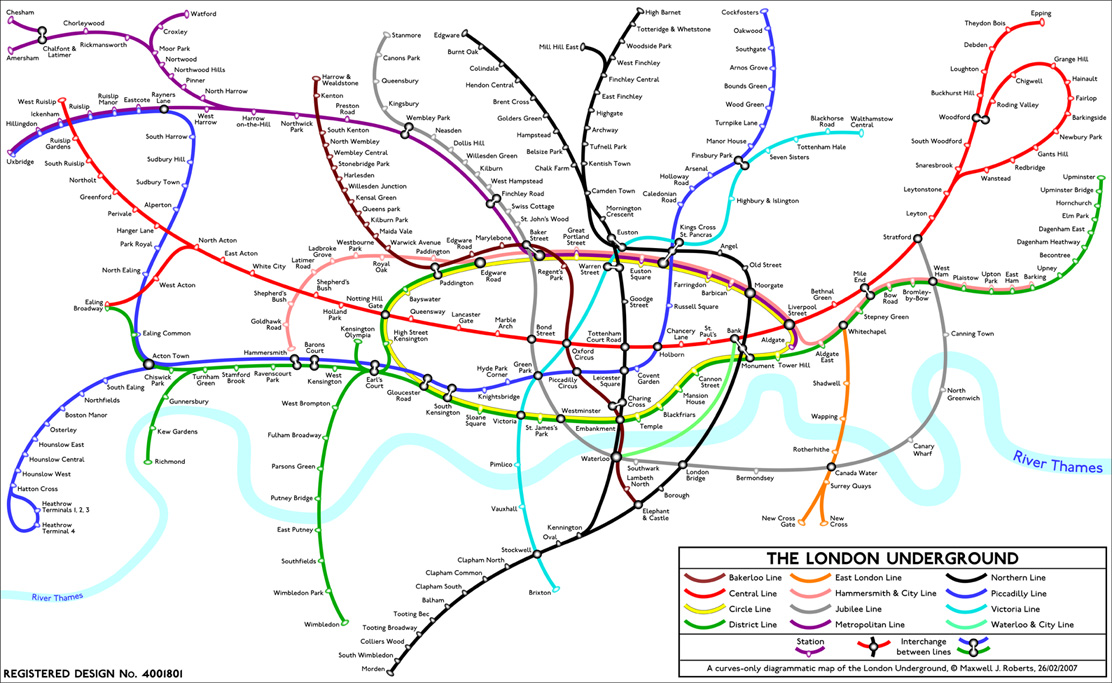 Chesham
Chalfont &
Latimer
Amersham
Chorleywood
Rickmansworth
Watford
Croxley
Moor Park
Northwood
Northwood Hills
Pinner
North Harrow
Harrow
on-the-Hill
Northwick
Park
Preston
Road
West Ruislip
Ickenham
Hillingdon
Uxbridge
Ruislip
Ruislip
Manor
Eastcote
Rayners
Lane
West
Harrow
Ruislip
Gardens
South Ruislip
Northolt
Greenford
Perivale
Hanger Lane
South Harrow
Sudbury Hill
Sudbury Town
Alperton
Park Royal
North Ealing
Ealing
Broadway
West Acton
North Acton
East Acton
White City
Shepherd's
Bush
Holland
Park
Notting Hill
Gate
Queensway
Lancaster
Gate
Marble
Arch
Bond
Street
Oxford
Circus
Tottenham
Court Road
Holborn
Chancery
Lane
St.
Paul's
Bank
Liverpool
Street
Bethnal
Green
Mile
End
Stratford
Leyton
Leytonstone
Snaresbrook
South Woodford
Woodford
Buckhurst Hill
Loughton
Debden
Theydon Bois
Epping
Roding Valley
Chigwell
Grange Hill
Hainault
Fairlop
Barkingside
Newbury Park
Gants Hill
Redbridge
Wanstead
Harrow &
Wealdstone
Kenton
South Kenton
North Wembley
Wembley Central
Stonebridge Park
Harlesden
Willesden Junction
Kensal Green
Queens park
Kilburn Park
Maida Vale
Warwick Avenue
Paddington
Edgware
Road
Marylebone
Baker
Street
Regent's
Park
Stanmore
Canons Park
Queensbury
Kingsbury
Wembley Park
Neasden
Dollis Hill
Willesden Green
Kilburn
West Hampstead
Finchley Road
Swiss Cottage
St. John's Wood
Edgware
Burnt Oak
Colindale
Hendon Central
Brent Cross
Golders Green
Hampstead
Belsize Park
Chalk Farm
Mill Hill East
High Barnet
Totteridge & Whetstone
Woodside Park
West Finchley
Finchley Central
East Finchley
Highgate
Archway
Tufnell Park
Kentish Town
Camden Town
Mornington
Crescent
Euston
Warren
Street
Euston
Square
Great
Portland
Street
Goodge
Street
Kings Cross
St. Pancras
Angel
Old Street
Moorgate
Farringdon
Barbican
Russell Square
Cockfosters
Oakwood
Southgate
Arnos Grove
Bounds Green
Wood Green
Turnpike Lane
Manor House
Finsbury Park
Arsenal
Holloway
Road
Caledonian
Road
Highbury & Islington
Seven Sisters
Tottenham Hale
Blackhorse
Road
Walthamstow
Central
Upminster
Upminster Bridge
Hornchurch
Elm Park
Dagenham East
Dagenham Heathway
Becontree
Upney
Barking
East
Ham
Upton
Park
Plaistow
West
Ham
Bromley-
by-Bow
Bow
Road
Stepney Green
Whitechapel
Aldgate
East
Aldgate
Tower Hill
Monument
Cannon
Street
Mansion
House
Blackfriars
Temple
Embankment
Charing
Cross
Leicester
Square
Covent
Garden
Piccadilly
Circus
Green
Park
Hyde Park
Corner
Knightsbridge
South
Kensington
Gloucester
Road
Sloane
Square
Victoria
St. James's
Park
Westminster
Ladbroke
Grove
Latimer
Road
Westbourne
Park
Royal
Oak
Shepherd's
Bush
Goldhawk
Road
Hammersmith
Barons
Court
West
Kensington
Earl's
Court
Kensington
Olympia
High Street
Kensington
Bayswater
Paddington
Edgware
Road
Ealing Common
Acton Town
Chiswick
Park
Turnham
Green
Stamford
Brook
Ravenscourt
Park
Gunnersbury
Kew Gardens
Richmond
South Ealing
Northfields
Boston Manor
Osterley
Hounslow East
Hounslow Central
Hounslow West
Hatton Cross
Heathrow
Terminals 1, 2, 3
Heathrow
Terminal 4
West Brompton
Fulham Broadway
Parsons Green
Putney Bridge
East Putney
Southfields
Wimbledon Park
Wimbledon
Pimlico
Vauxhall
Stockwell
Brixton
Waterloo
Southwark
Lambeth
North
London
Bridge
Borough
Elephant
& Castle
Kennington
Oval
Clapham North
Clapham Common
Clapham South
Balham
Tooting Bec
Tooting Broadway
Colliers Wood
South Wimbledon
Morden
Bermondsey
Canada Water
Canary
Wharf
North
Greenwich
Canning Town
Shadwell
Wapping
Rotherhithe
Surrey Quays
New Cross
Gate
New
Cross
River Thames
River Thames
THE LONDON UNDERGROUND
Bakerloo Line
East London Line
Northern Line
Central Line
Hammersmith & City Line
Piccadilly Line
Circle Line
Jubilee Line
Victoria Line
District Line
Metropolitan Line
Waterloo & City Line
Station
Interchange
between lines
A curves-only diagrammatic map of the London Underground, © Maxwell J. Roberts, 26/02/2007
REGISTERED DESIGN No. 4001801